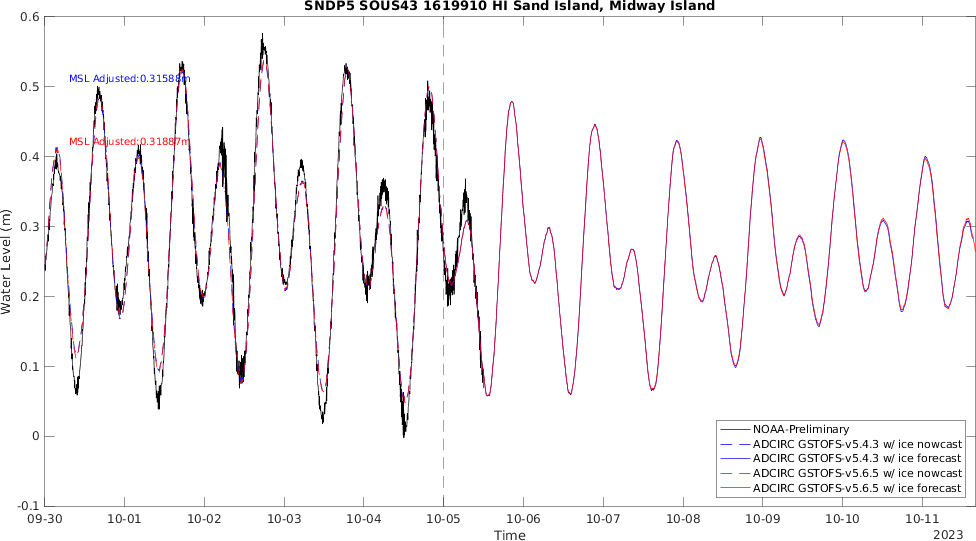 SNDP5 SOUS43 1619910 HI Sand Island, Midway Island
0.6
0.5
0.4
0.3
0.2
0.1
0
-0.1
Water Level (m)
MSL Adjusted:0.31588m
MSL Adjusted:0.31887m
NOAA-Preliminary
ADCIRC GSTOFS-v5.4.3 w/ ice nowcast
ADCIRC GSTOFS-v5.4.3 w/ ice forecast
ADCIRC GSTOFS-v5.6.5 w/ ice nowcast
ADCIRC GSTOFS-v5.6.5 w/ ice forecast
09-30 10-01 10-02 10-03 10-04 10-05 10-06 10-07 10-08 10-09 10-10 10-11
Time
2023